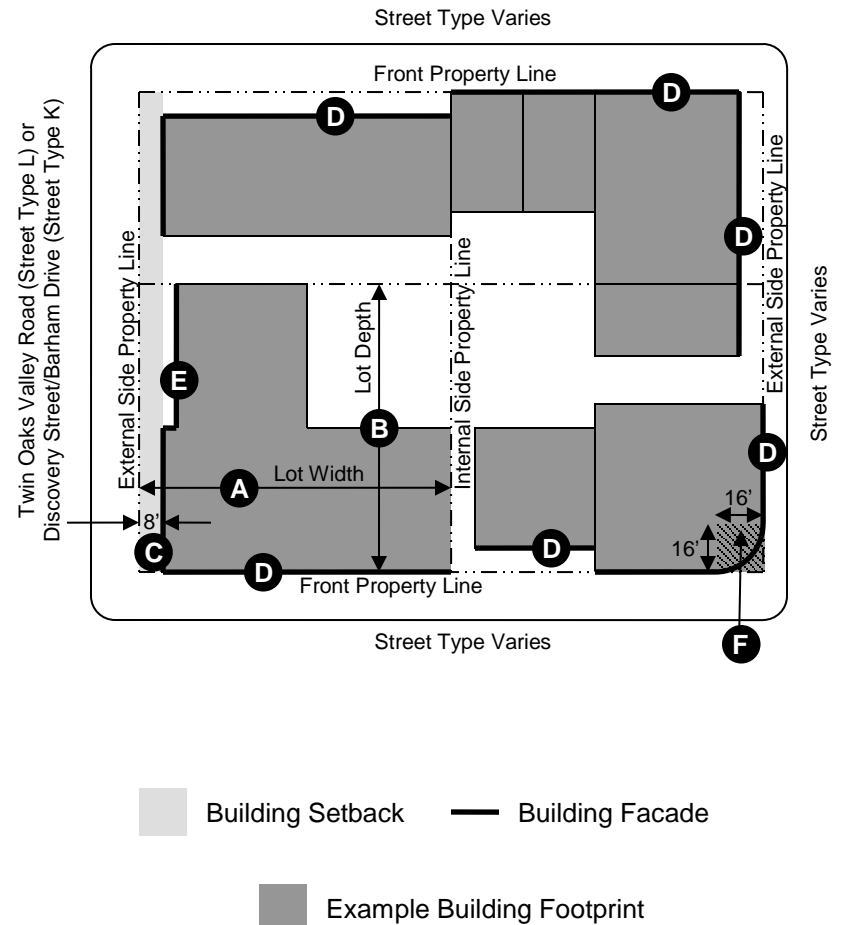 Street Type Varies
Front Property Line
D
D
Twin Oaks Valley Road (Street Type L) or
Discovery Street/Barham Drive (Street Type K)
External Side Property Line
D
External Side Property Line
Internal Side Property Line
Street Type Varies
Lot Depth
E
B
D
Lot Width
A
16’
8’
16’
C
D
D
Front Property Line
F
Street Type Varies
Building Setback
Building Facade
Example Building Footprint